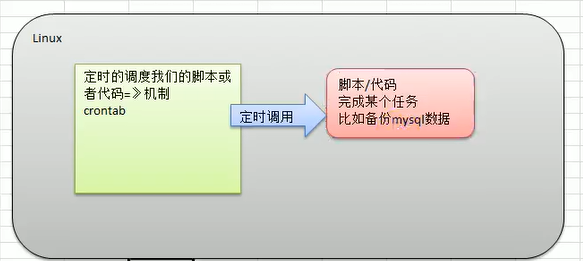 Linux
定时的调度我们的脚本或
者代码=》机制
crontab
定时调用
脚本/代码
完成某个任务
比如备份mysql数据